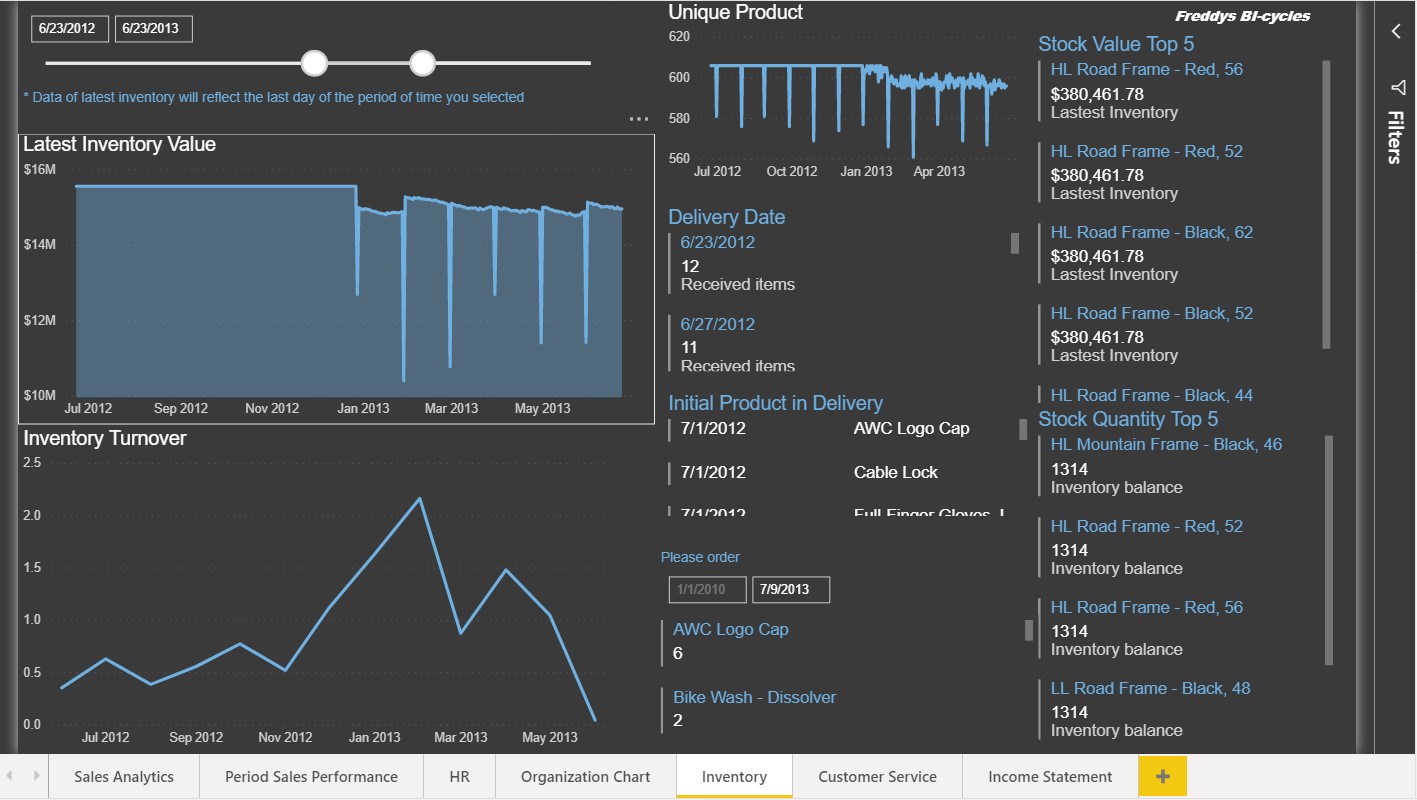 6/23/2012 6/23/2013
* Data of latest inventory will reflect the last day of the period of time you selected
Latest Inventory Value
$16M
$14M
$12M
$10M
Jul 2012 Sep 2012 Nov 2012 Jan 2013 Mar 2013 May 2013
Inventory Turnover
2.5
2.0
1.5
1.0
0.5
0.0
Jul 2012 Sep 2012 Nov 2012 Jan 2013 Mar 2013 May 2013
Unique Product
620
600
580
560
Jul 2012 Oct 2012 Jan 2013 Apr 2013
Delivery Date
6/23/2012
12
Received items
6/27/2012
11
Received items
Initial Product in Delivery
7/1/2012 AWC Logo Cap
7/1/2012 Cable Lock
7/1/2012 Full Finger Gloves, L
Please order
1/1/2010 7/9/2013
AWC Logo Cap
6
Bike Wash - Dissolver
2
Freddys BI-cycles
Stock Value Top 5
HL Road Frame - Red, 56
$380,461.78
Lastest Inventory
HL Road Frame - Red, 52
$380,461.78
Lastest Inventory
HL Road Frame - Black, 62
$380,461.78
Lastest Inventory
HL Road Frame - Black, 52
$380,461.78
Lastest Inventory
HL Road Frame - Black, 44
Stock Quantity Top 5
HL Mountain Frame - Black, 46
1314
Inventory balance
HL Road Frame - Red, 52
1314
Inventory balance
HL Road Frame - Red, 56
1314
Inventory balance
LL Road Frame - Black, 48
1314
Inventory balance
Filters
Sales Analytics Period Sales Performance HR Organization Chart Inventory Customer Service Income Statement